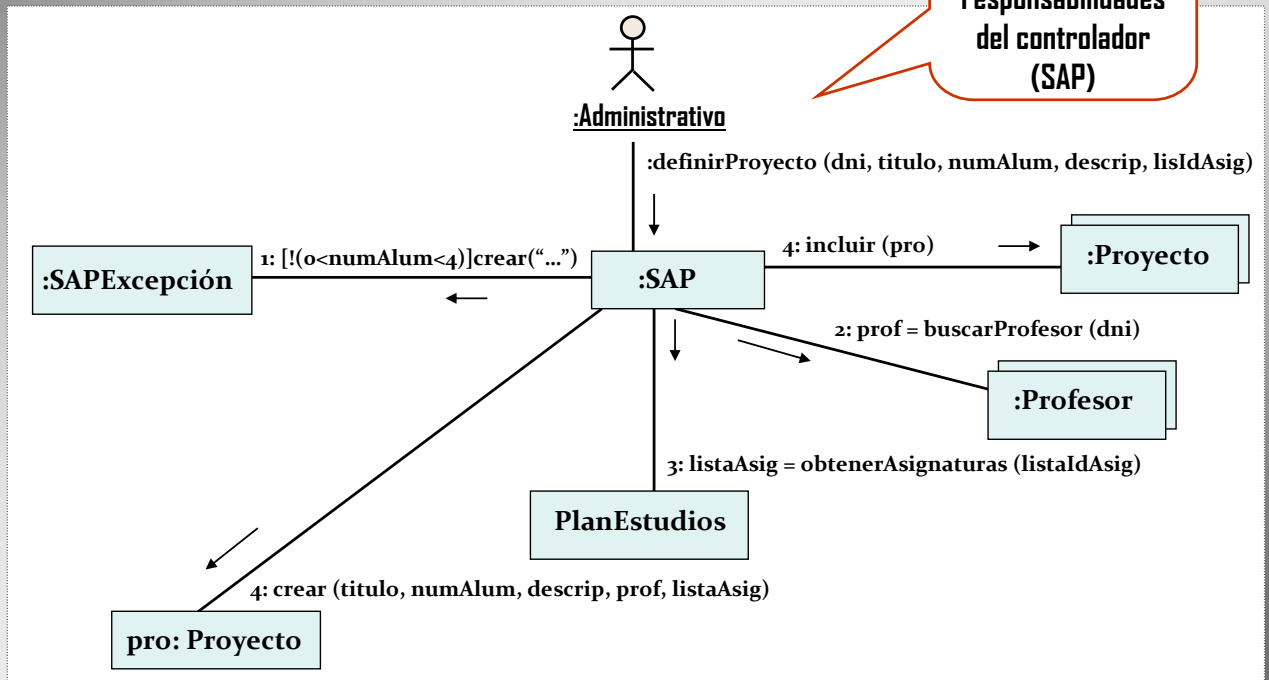 responsabilidades
del controlador
(SAP)
:Administrativo
:definirProyecto (dni, titulo, numAlum, descrip, lisIdAsig)
1: [!(0<numAlum<4)]crear("...")
4: incluir (pro)
:Proyecto
:SAPExcepción
:SAP
2: prof = buscarProfesor (dni)
:Profesor
3: listaAsig = obtenerAsignaturas (listaIdAsig)
PlanEstudios
4: crear (titulo, numAlum, descrip, prof, listaAsig)
pro: Proyecto